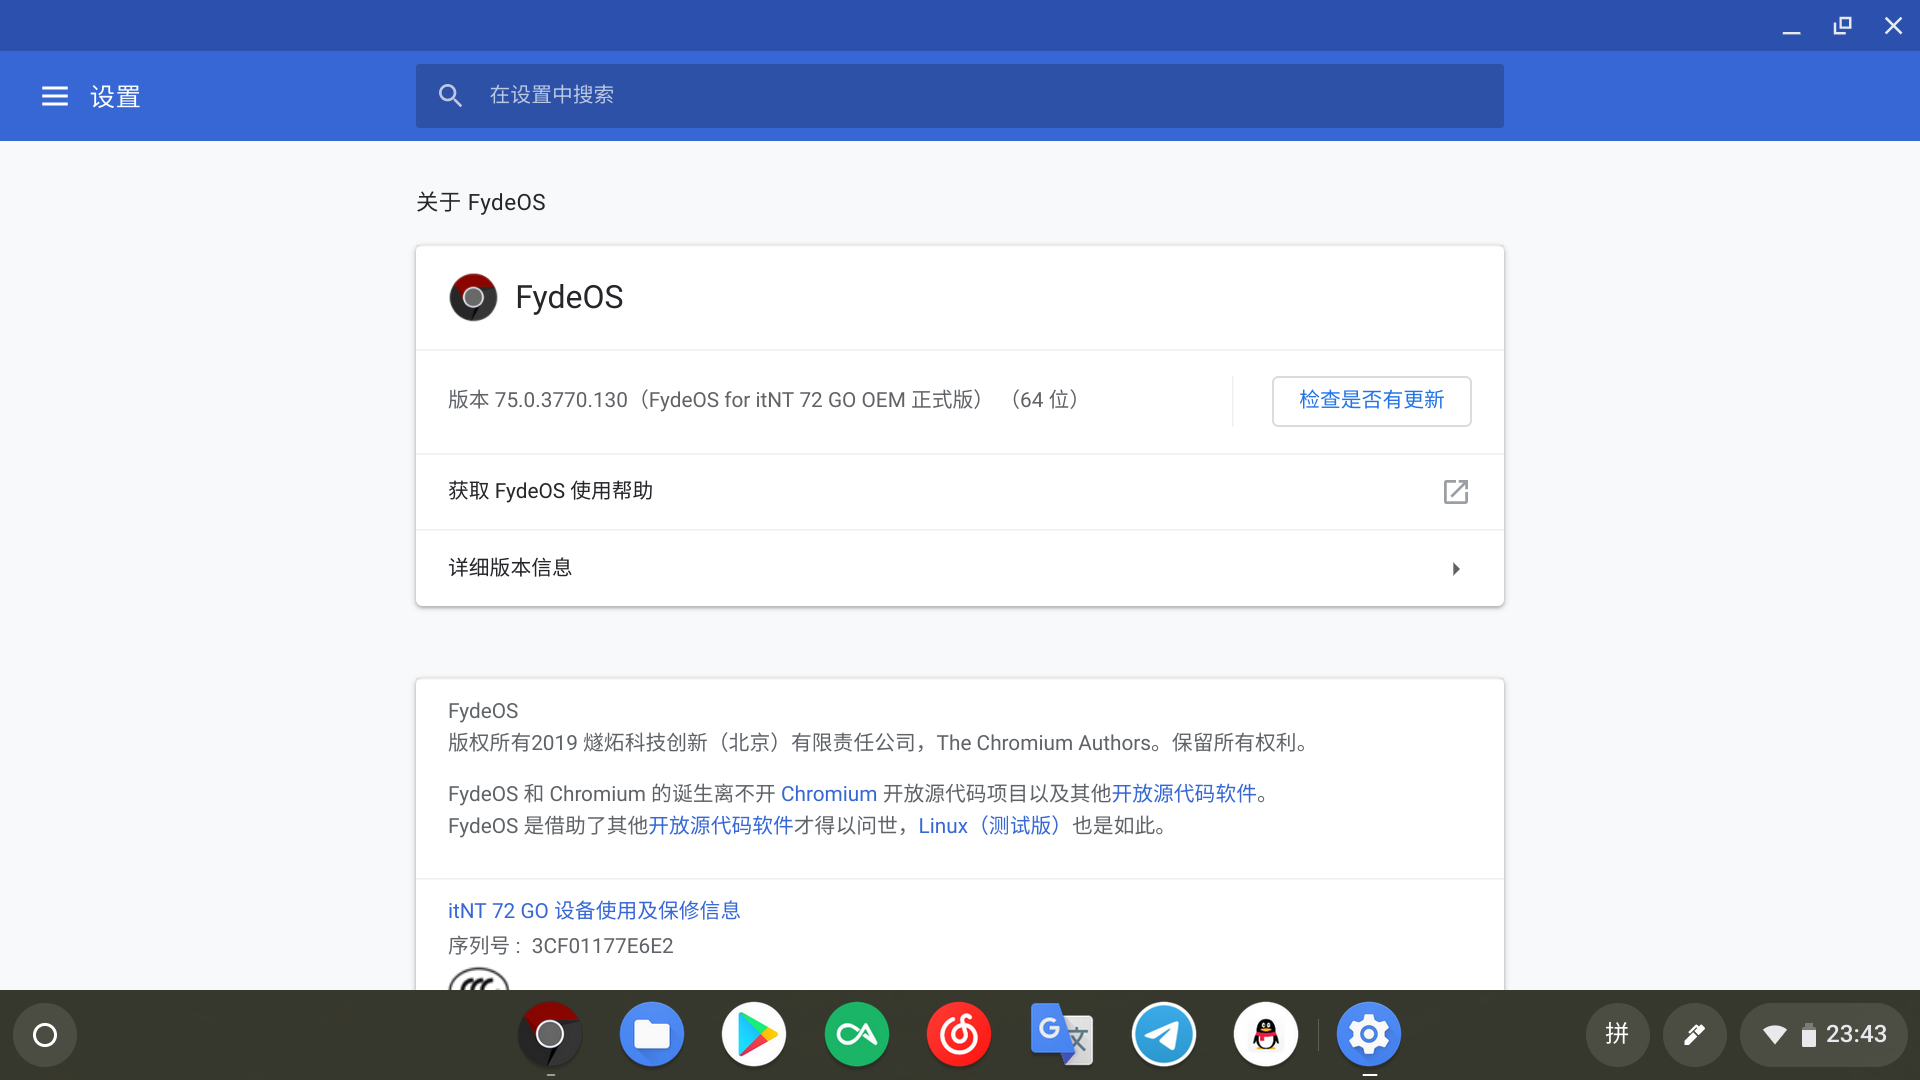 设置
在设置中搜索
关于 FydeOS
FydeOS
版本 75.0.3770.130（FydeOS for itNT 72 GO OEM 正式版） （64 位）
检查是否有更新
获取 FydeOS 使用帮助
详细版本信息
FydeOS
版权所有2019 燧炻科技创新（北京）有限责任公司，The Chromium Authors。保留所有权利。
FydeOS 和 Chromium 的诞生离不开 Chromium 开放源代码项目以及其他开放源代码软件。
FydeOS 是借助了其他开放源代码软件才得以问世，Linux（测试版）也是如此。
itNT 72 GO 设备使用及保修信息
序列号： 3CF01177E6E2
G 文
拼
23:43